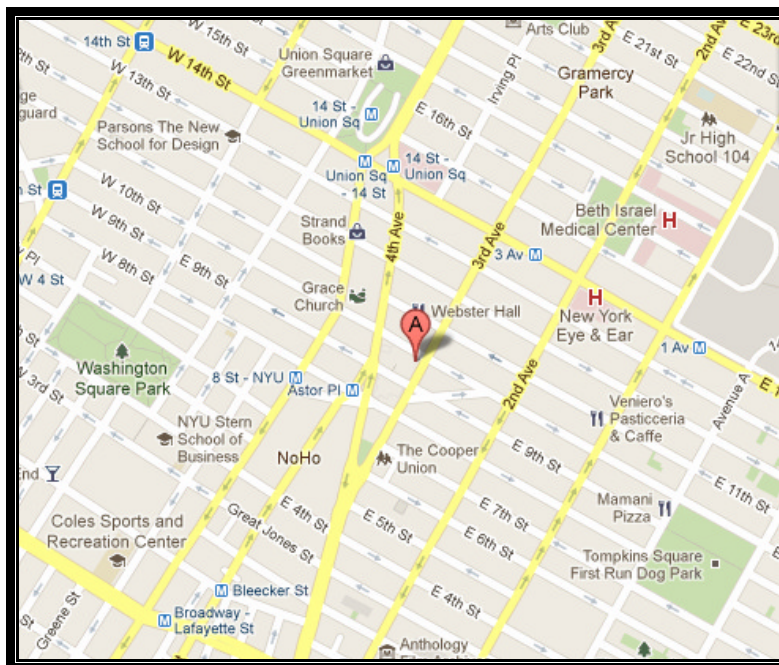 W 15th St
Arts Club
14th St
W 14th St
Union Square
Greenmarket
3rd A
E 21st St
2nd Av
E 22nd St
E 23rd
W 13th St
Irving Pl
Gramercy
Park
14 St -
Union Sq
E 16th St
Parsons The New
School for Design
Jr High
School 104
14 St -
Union Sq
Union Sq
- 14 St
W 10th St
W 9th St
W 8th St
E 9th St
Strand
Books
4th Ave
3rd Ave
3 Av
Beth Israel
Medical Center
H
W 4 St
Grace
Church
Webster Hall
H
New York
Eye & Ear
A
1 Av
Washington
Square Park
8 St - NYU
Astor Pl
2nd Ave
Avenue A
W 3rd St
NYU Stern
School of
Business
NoHo
The Cooper
Union
E 9th St
Veniero's
Pasticceria
& Caffe
E 11th St
Coles Sports and
Recreation Center
E 4th St
Great Jones St
E 5th St
E 7th St
E 6th St
Mamani
Pizza
Tompkins Square
First Run Dog Park
Bleecker St
Broadway -
Lafayette St
E 4th St
Greene St
Anthology